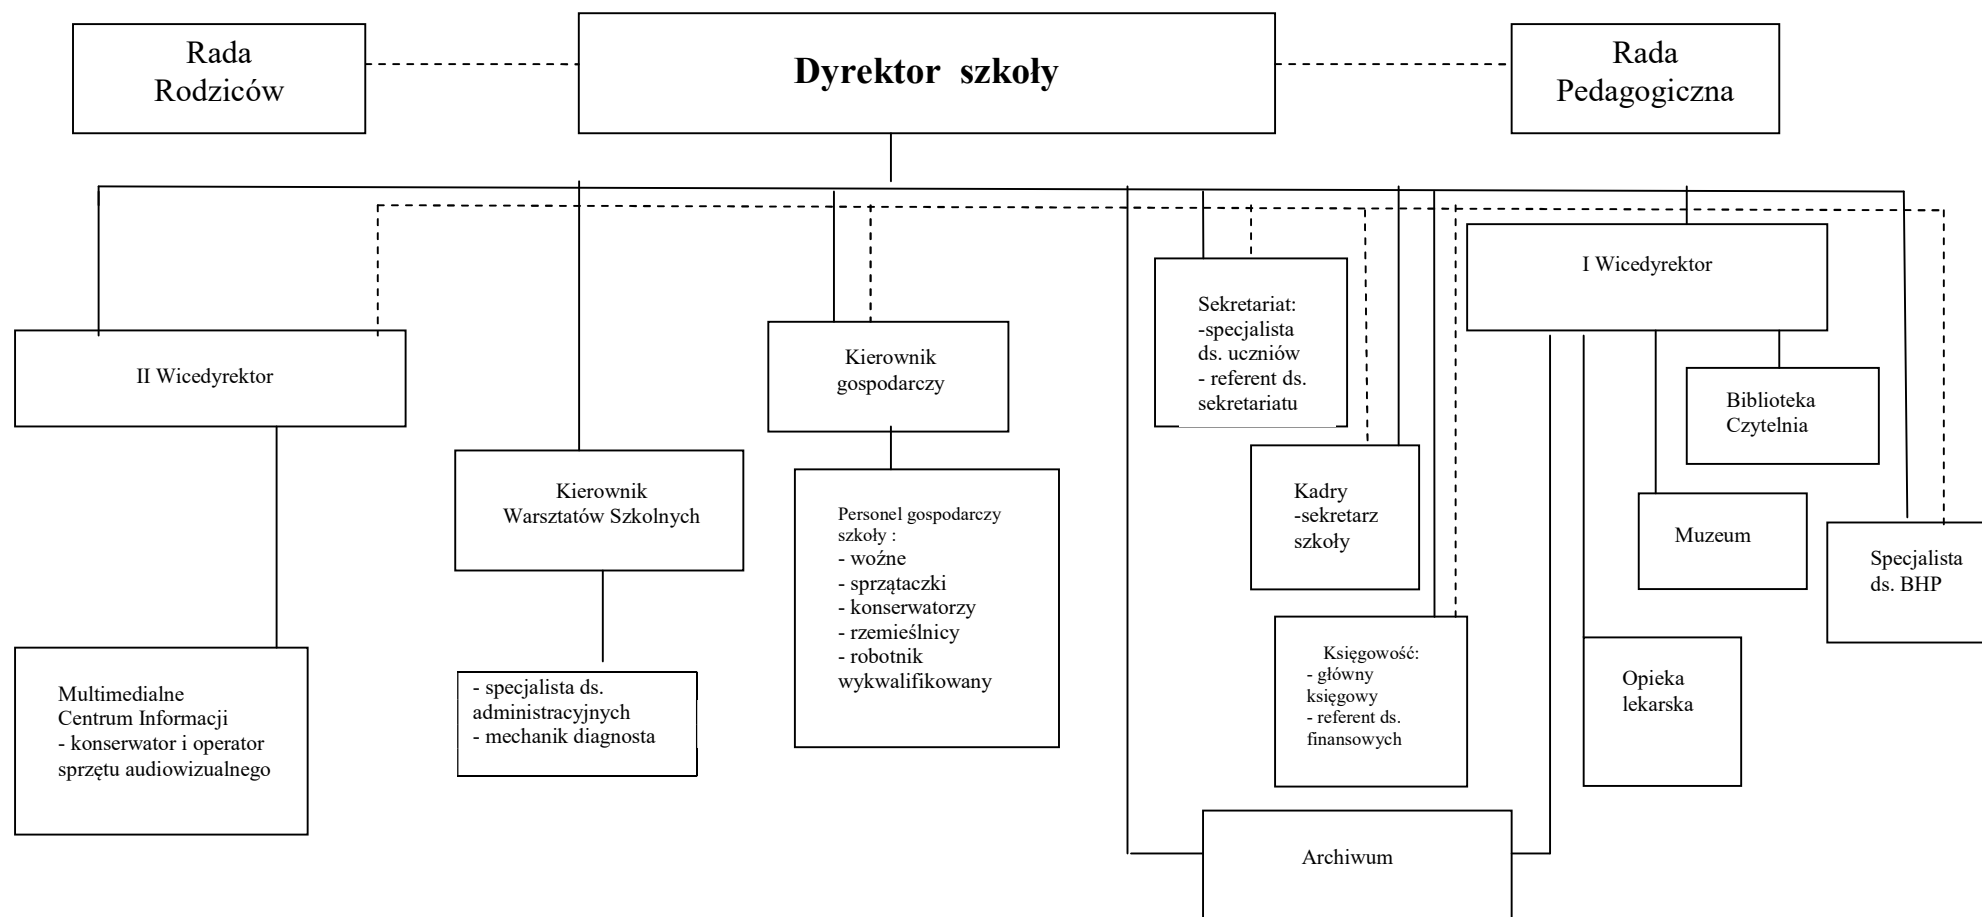 Rada
Rodziców
Dyrektor szkoły
Rada
Pedagogiczna
I Wicedyrektor
II Wicedyrektor
Kierownik
gospodarczy
Sekretariat:
-specjalista
ds. uczniów
- referent ds.
sekretariatu
Biblioteka
Czytelnia
Kierownik
Warsztatów Szkolnych
Kadry
-sekretarz
szkoły
Personel gospodarczy
szkoły :
- woźne
- sprzątaczki
- konserwatorzy
- rzemieślnicy
- robotnik
wykwalifikowany
Muzeum
Specjalista
ds. BHP
Multimedialne
Centrum Informacji
- konserwator i operator
sprzętu audiowizualnego
- specjalista ds.
administracyjnych
- mechanik diagnosta
Księgowość:
- główny
księgowy
- referent ds.
finansowych
Opieka
lekarska
Archiwum